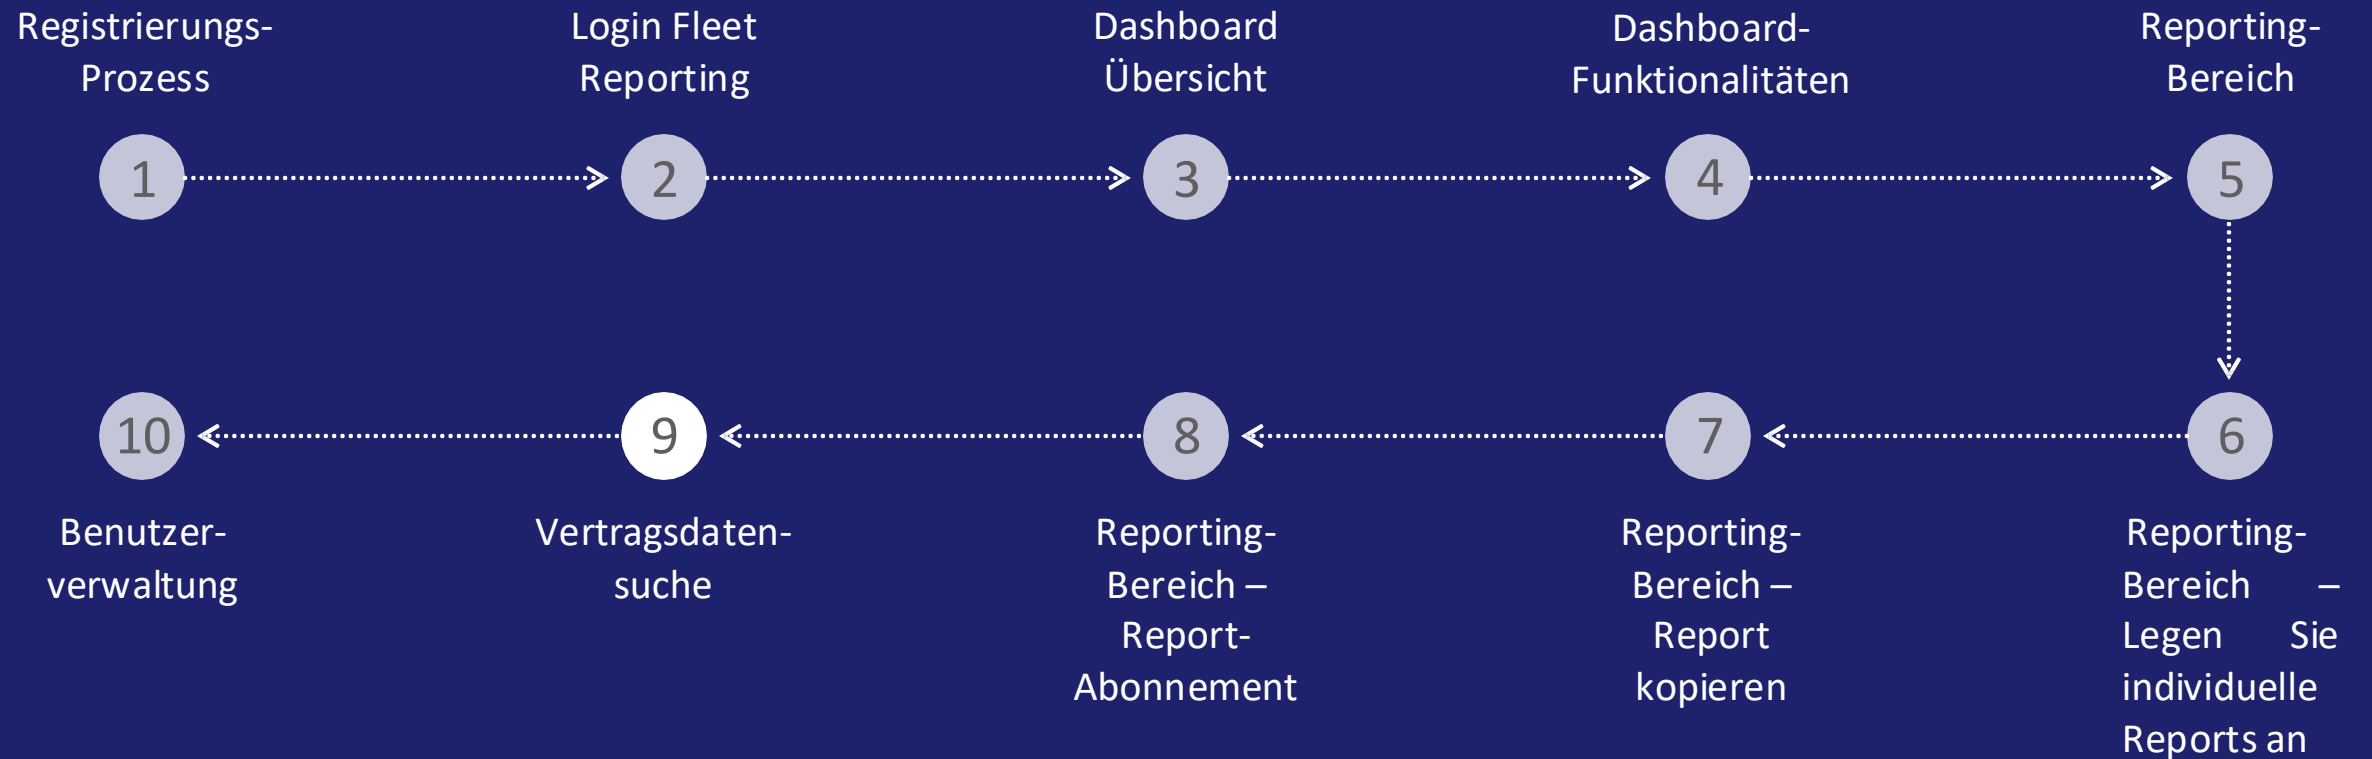 Registrierungs-
Prozess
Login Fleet
Reporting
Dashboard
Übersicht
Dashboard-
Funktionalitäten
Reporting-
Bereich
1
2
3
4
5
10
9
8
7
6
Benutzer-
verwaltung
Vertragsdaten-
suche
Reporting-
Bereich –
Report-
Abonnement
Reporting-
Bereich –
Report
kopieren
Reporting-
Bereich –
Legen Sie
individuelle
Reports an